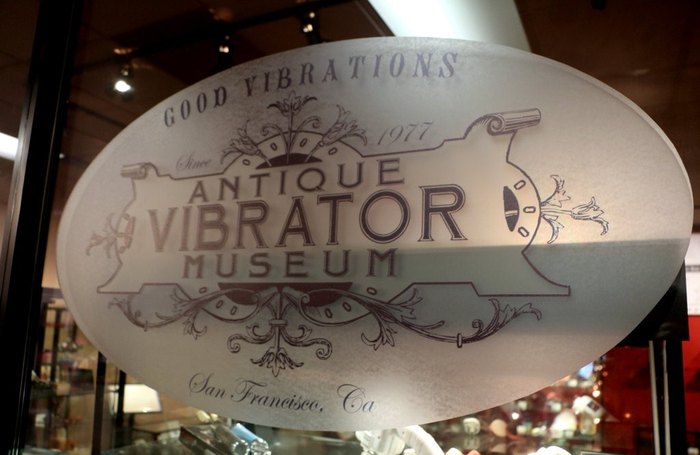 GOOD VIBRATIONS
Since 1977
ANTIQUE
VIBRATOR
MUSEUM
San Francisco, Ca